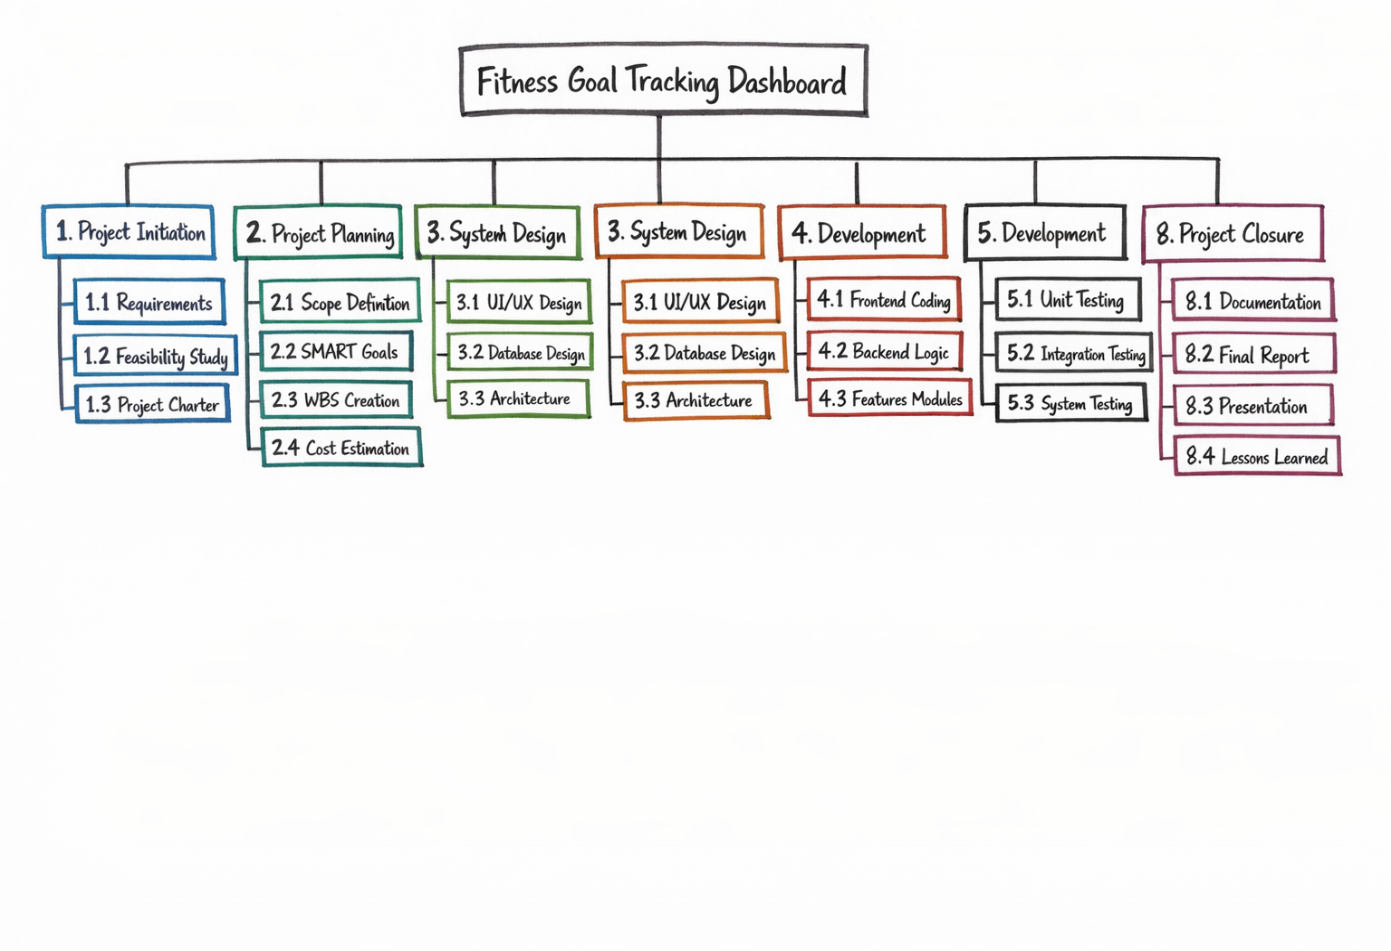 Fitness Goal Tracking Dashboard
1. Project Initiation
1.1 Requirements
1.2 Feasibility Study
1.3 Project Charter
2. Project Planning
2.1 Scope Definition
2.2 SMART Goals
2.3 WBS Creation
2.4 Cost Estimation
3. System Design
3.1 UI/UX Design
3.2 Database Design
3.3 Architecture
3. System Design
3.1 UI/UX Design
3.2 Database Design
3.3 Architecture
4. Development
4.1 Frontend Coding
4.2 Backend Logic
4.3 Features Modules
5. Development
5.1 Unit Testing
5.2 Integration Testing
5.3 System Testing
8. Project Closure
8.1 Documentation
8.2 Final Report
8.3 Presentation
8.4 Lessons Learned